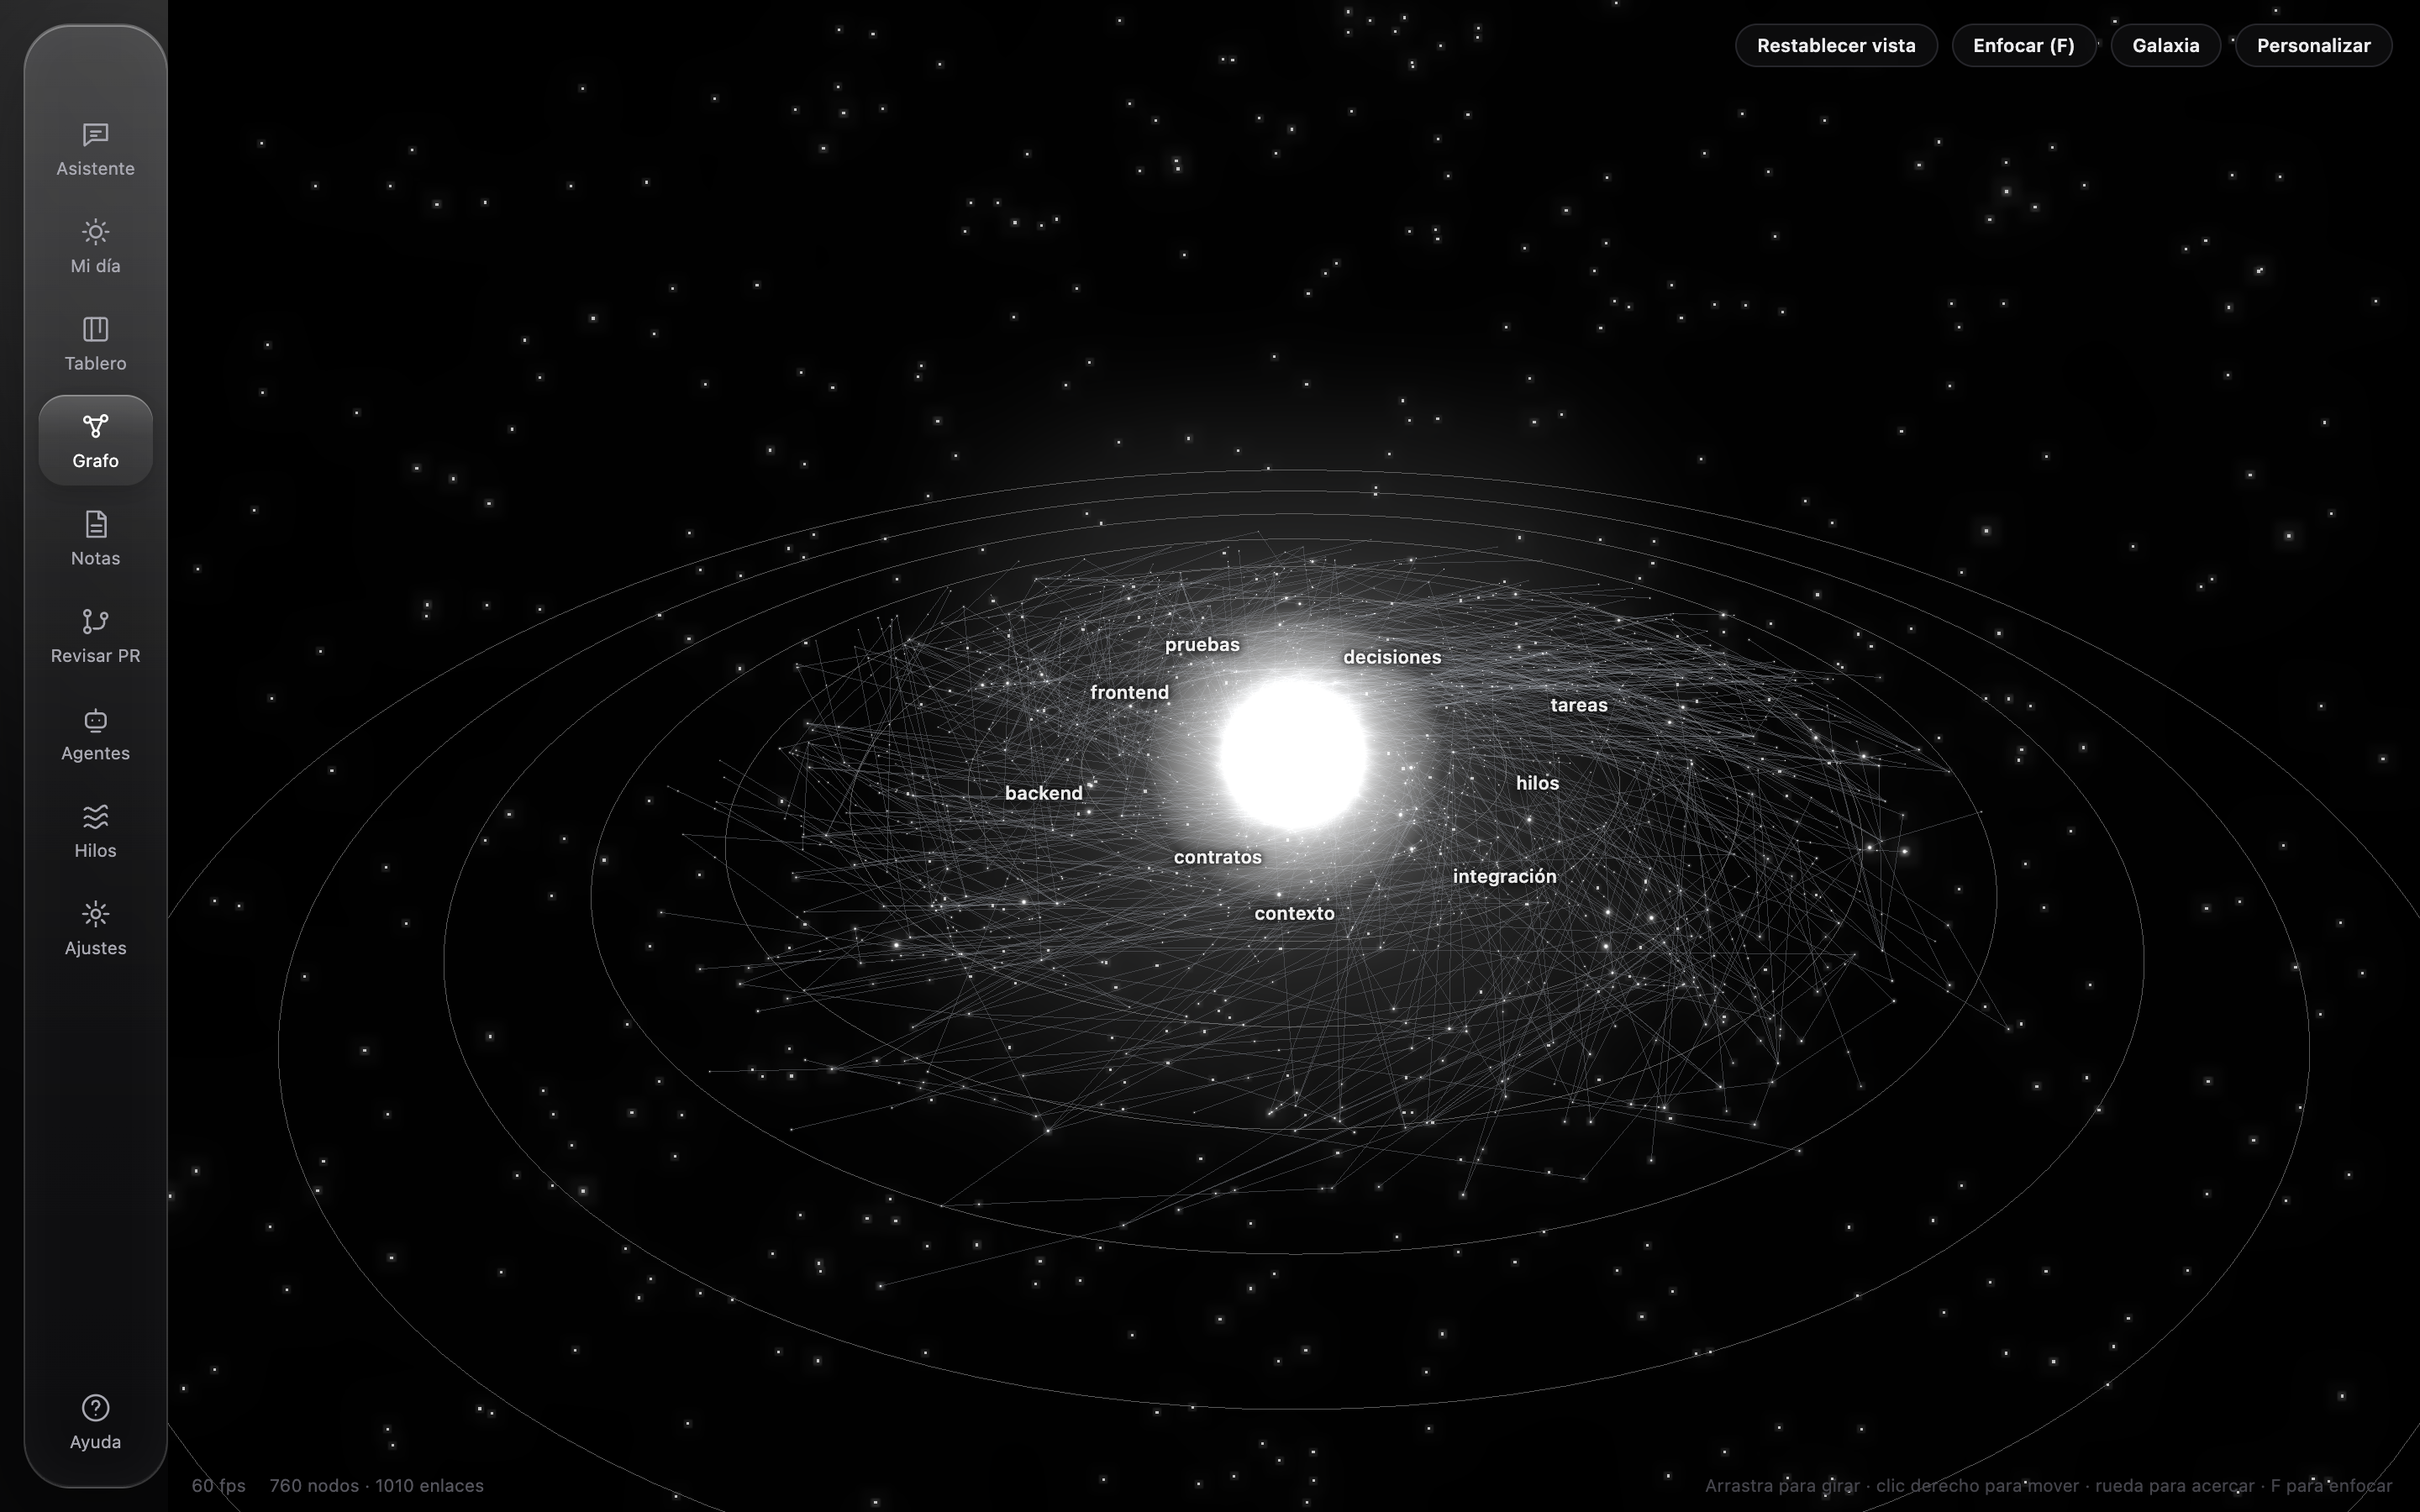 Restablecer vista
Enfocar (F)
Galaxia
Personalizar
Asistente
Mi día
Tablero
Grafo
Notas
Revisar PR
Agentes
Hilos
Ajustes
Ayuda
pruebas
decisiones
frontend
tareas
hilos
backend
contratos
integración
contexto
60 fps 760 nodos · 1010 enlaces
Arrastra para girar · clic derecho para mover · rueda para acercar · F para enfocar